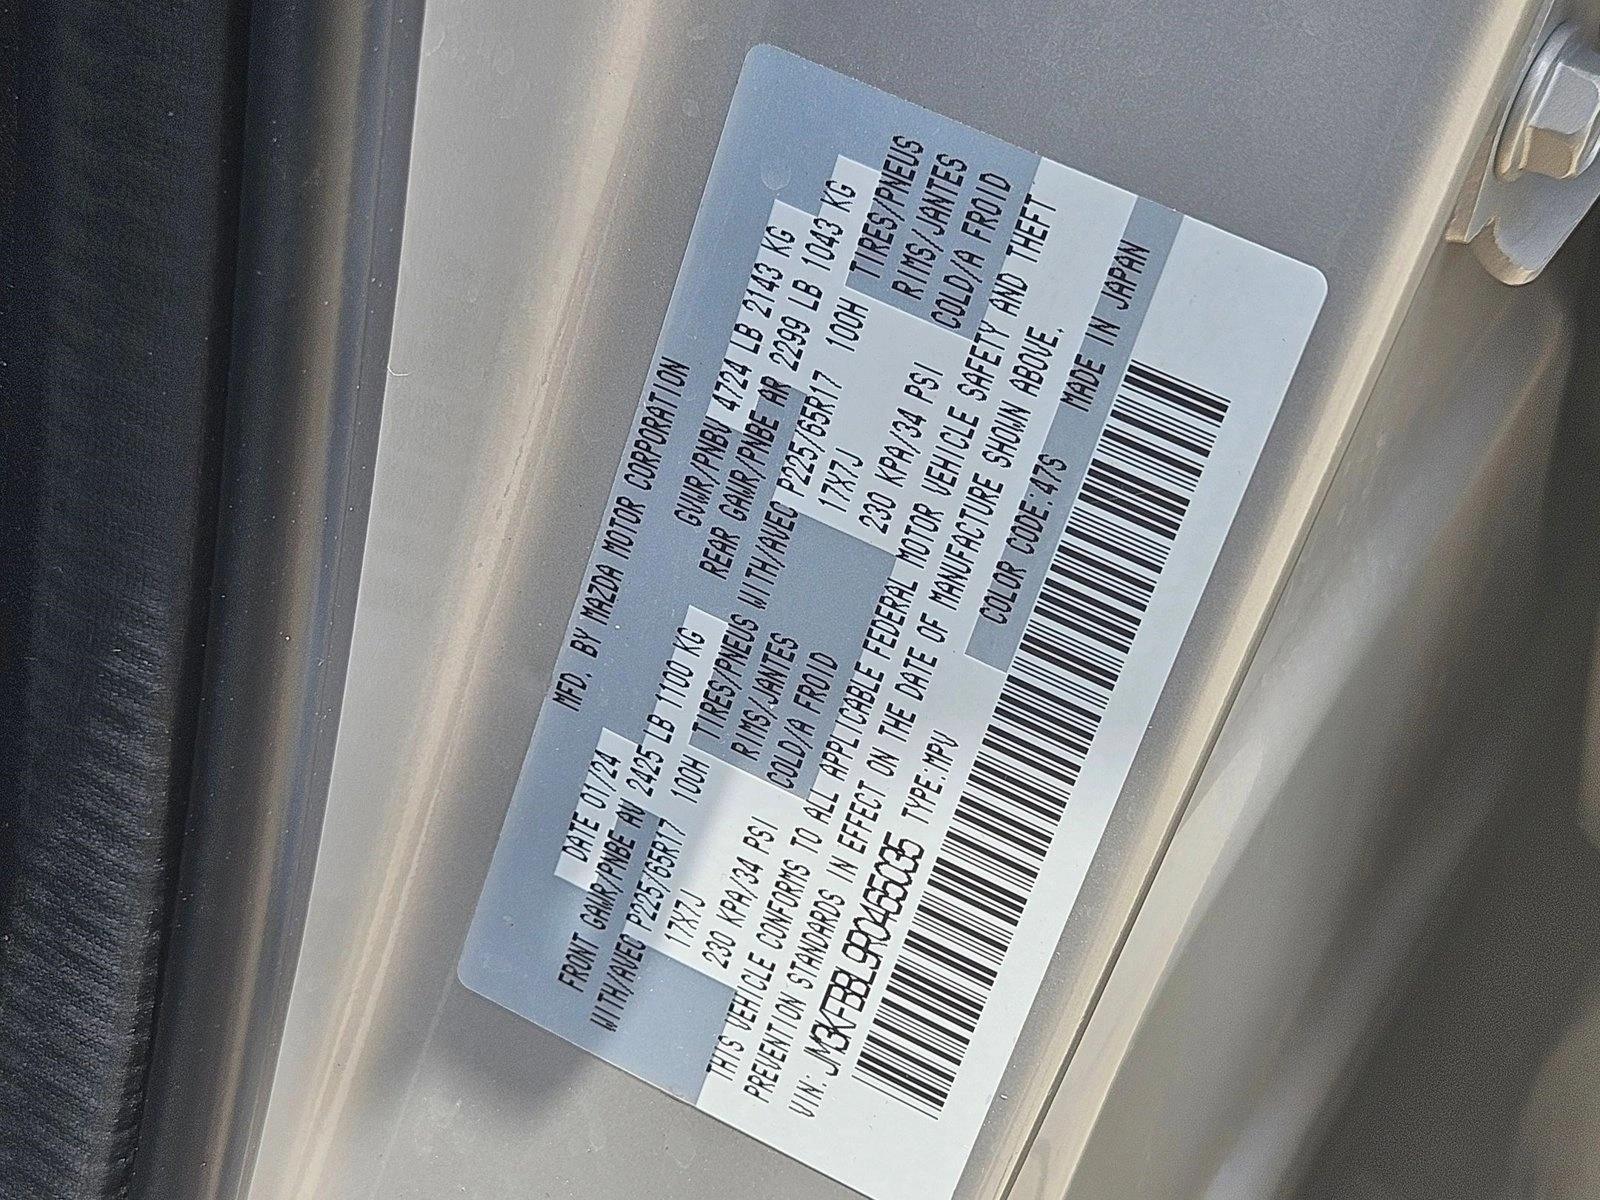 MFD. BY MAZDA MOTOR CORPORATION
DATE 01/24 GVWR/PNBV 4724 LB 2143 KG
FRONT GAWR/PNBE AV 2425 LB 1100 KG REAR GAWR/PNBE AR 2299 LB 1043 KG
WITH/AVEC P225/65R17 100H TIRES/PNEUS WITH/AVEC P225/65R17 100H TIRES/PNEUS
17X7J RIMS/JANTES 17X7J RIMS/JANTES
230 KPA/34 PSI COLD/A FROID 230 KPA/34 PSI COLD/A FROID
THIS VEHICLE CONFORMS TO ALL APPLICABLE FEDERAL MOTOR VEHICLE SAFETY AND THEFT
PREVENTION STANDARDS IN EFFECT ON THE DATE OF MANUFACTURE SHOWN ABOVE.
VIN: JM3KFBBL9R0465035 TYPE:MPV COLOR CODE:47S MADE IN JAPAN